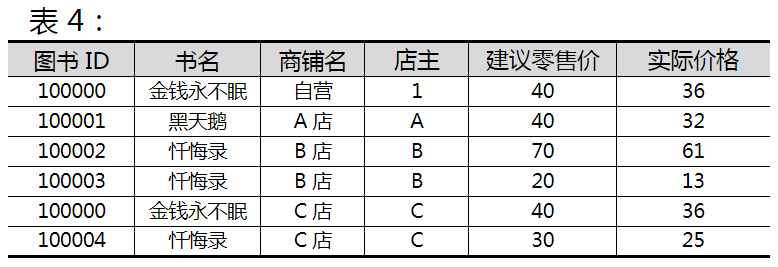 表 4：
图书 ID 书名 商铺名 店主 建议零售价 实际价格
100000 金钱永不眠 自营 1 40 36
100001 黑天鹅 A 店 A 40 32
100002 忏悔录 B 店 B 70 61
100003 忏悔录 B 店 B 20 13
100000 金钱永不眠 C 店 C 40 36
100004 忏悔录 C 店 C 30 25